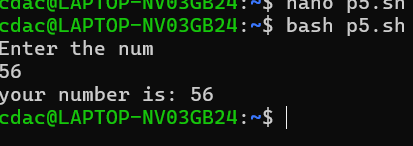 cdac@LAPTOP-NV03GB24:~$ nano p5.sh
cdac@LAPTOP-NV03GB24:~$ bash p5.sh
Enter the num
56
your number is: 56
cdac@LAPTOP-NV03GB24:~$